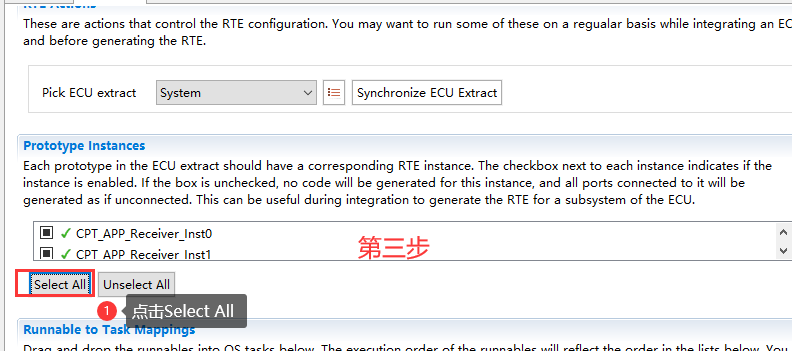 RTE Actions
These are actions that control the RTE configuration. You may want to run some of these on a regualar basis while integrating an EC
and before generating the RTE.
Pick ECU extract System Synchronize ECU Extract
Prototype Instances
Each prototype in the ECU extract should have a corresponding RTE instance. The checkbox next to each instance indicates if the
instance is enabled. If the box is unchecked, no code will be generated for this instance, and all ports connected to it will be
generated as if unconnected. This can be useful during integration to generate the RTE for a subsystem of the ECU.
CPT_APP_Receiver_Inst0
第三步
CPT_APP_Receiver_Inst1
Select All Unselect All
1 点击Select All
Runnable to Task Mappings
Drag and drop the runnables into OS tasks below. The execution order of the runnables will reflect the order in the lists below. You